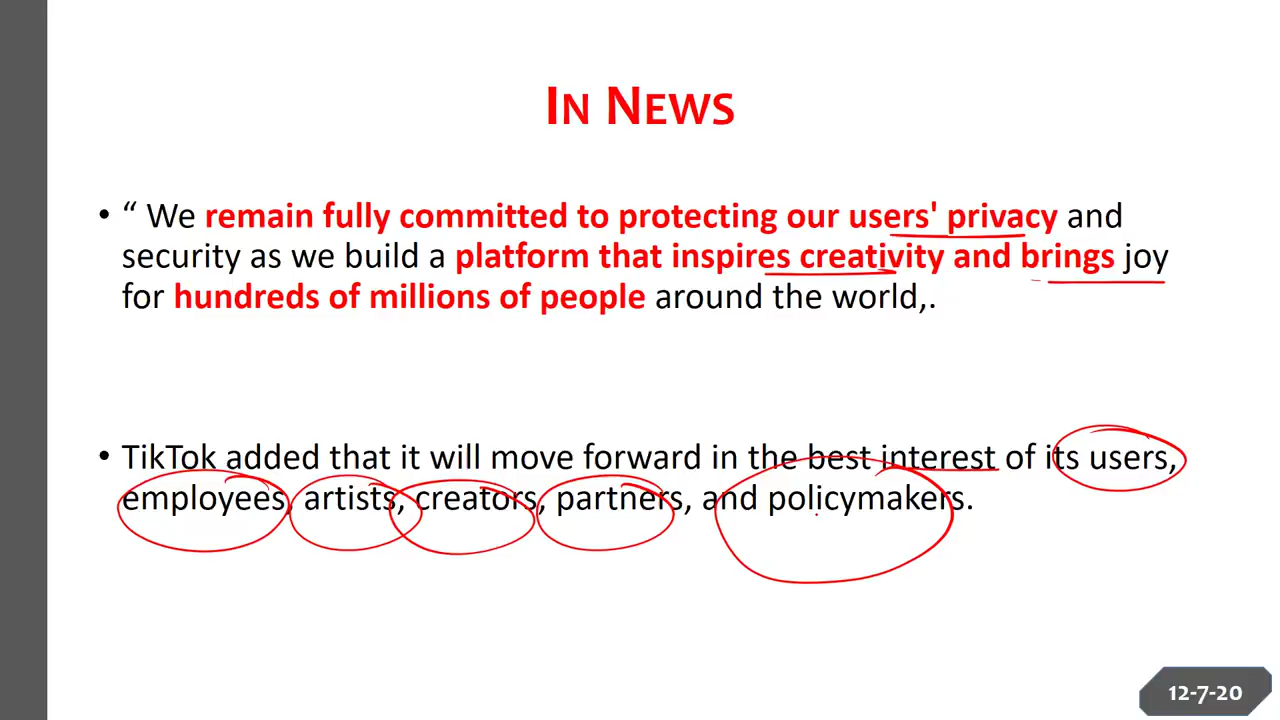 IN NEWS
• “ We remain fully committed to protecting our users' privacy and
security as we build a platform that inspires creativity and brings joy
for hundreds of millions of people around the world,.
• TikTok added that it will move forward in the best interest of its users,
employees, artists, creators, partners, and policymakers.
12-7-20